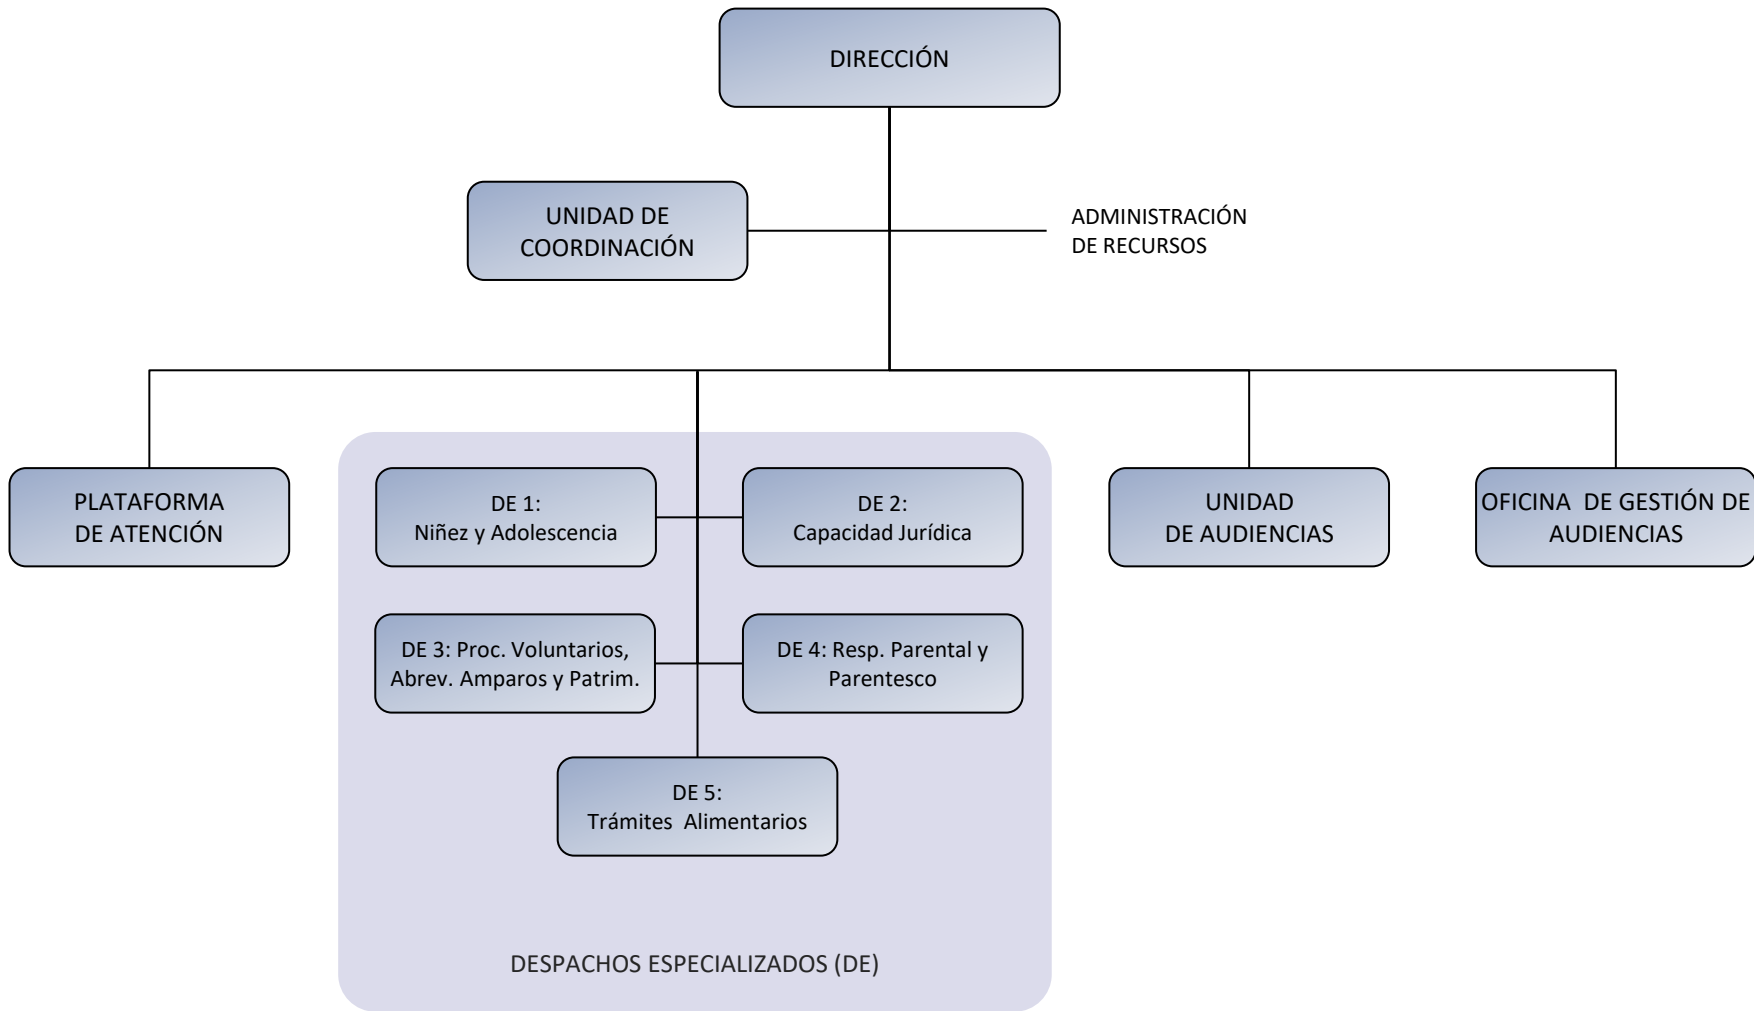 DIRECCIÓN
UNIDAD DE
COORDINACIÓN
ADMINISTRACIÓN
DE RECURSOS
PLATAFORMA
DE ATENCIÓN
DE 1:
Niñez y Adolescencia
DE 2:
Capacidad Jurídica
UNIDAD
DE AUDIENCIAS
OFICINA DE GESTIÓN DE
AUDIENCIAS
DE 3: Proc. Voluntarios,
Abrev. Amparos y Patrim.
DE 4: Resp. Parental y
Parentesco
DE 5:
Trámites Alimentarios
DESPACHOS ESPECIALIZADOS (DE)